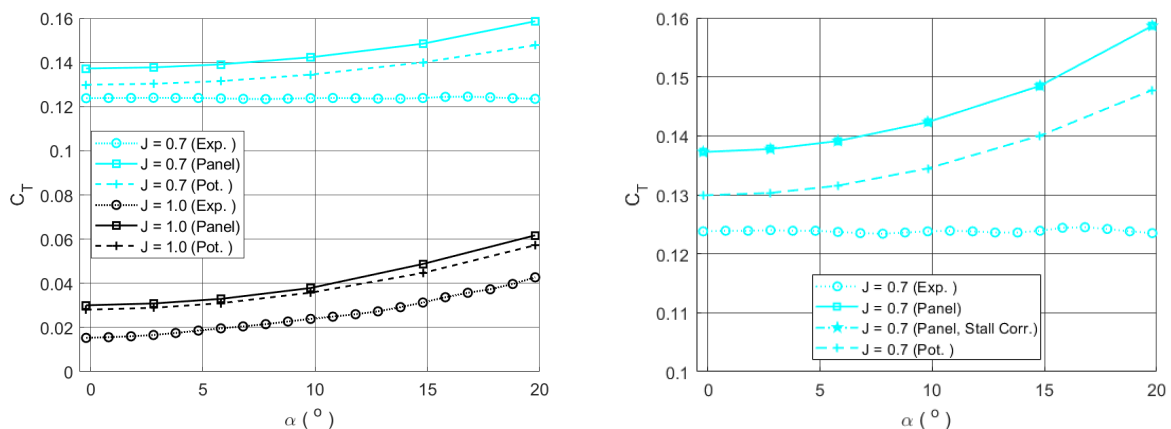 0.16
0.14
0.12
0.1
0.08
0.06
0.04
0.02
0
C_T
J = 0.7 (Exp. )
J = 0.7 (Panel)
J = 0.7 (Pot. )
J = 1.0 (Exp. )
J = 1.0 (Panel)
J = 1.0 (Pot. )
0 5 10 15 20
α ( ° )
0.16
0.15
0.14
0.13
0.12
0.11
0.1
C_T
J = 0.7 (Exp. )
J = 0.7 (Panel)
J = 0.7 (Panel, Stall Corr.)
J = 0.7 (Pot. )
0 5 10 15 20
α ( ° )